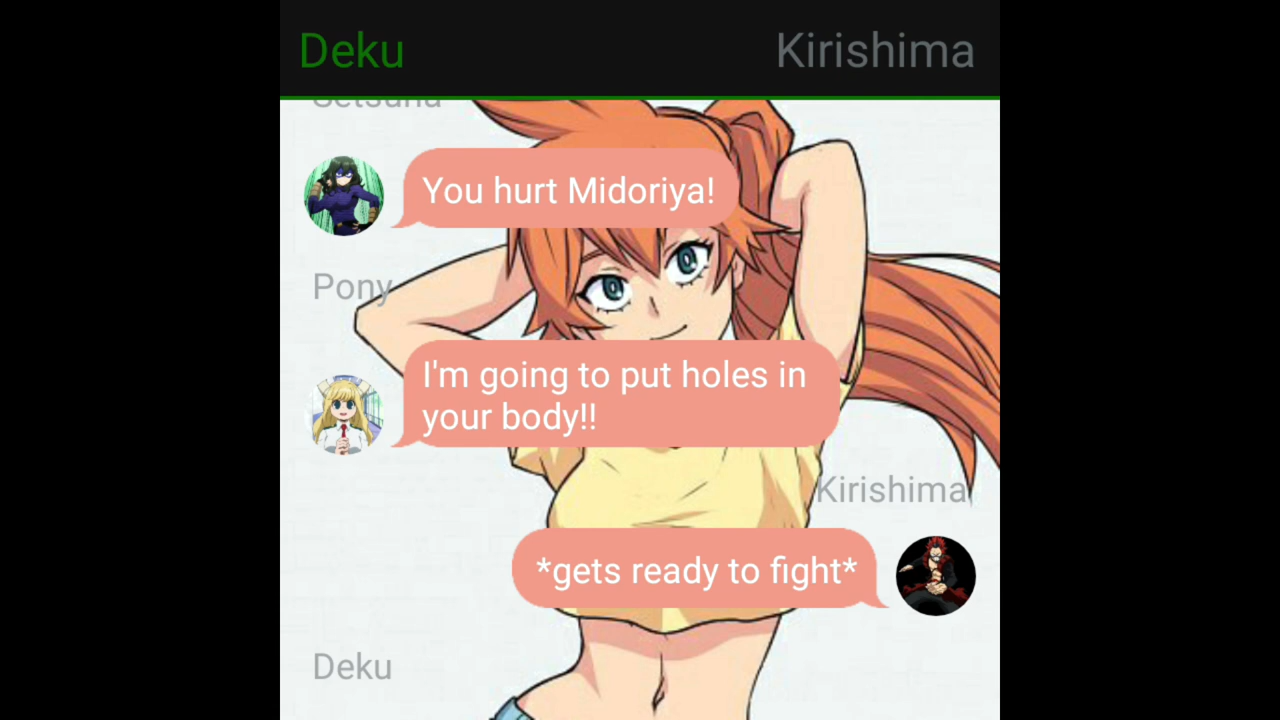 Deku
Kirishima
Setsuna
You hurt Midoriya!
Pony
I'm going to put holes in
your body!!
Kirishima
*gets ready to fight*
Deku